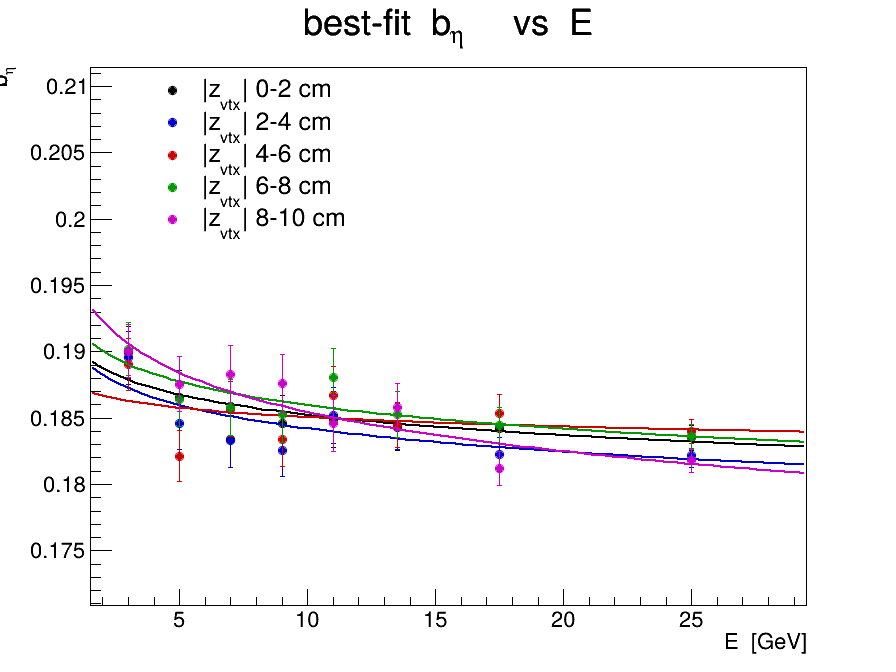 best-fit b_η vs E
b_η
|z_vtx| 0-2 cm
|z_vtx| 2-4 cm
|z_vtx| 4-6 cm
|z_vtx| 6-8 cm
|z_vtx| 8-10 cm
0.21
0.205
0.2
0.195
0.19
0.185
0.18
0.175
5 10 15 20 25
E [GeV]